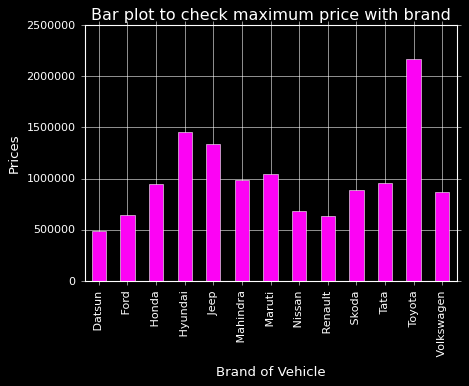 Bar plot to check maximum price with brand
2500000
2000000
1500000
1000000
500000
0
Prices
Datsun
Ford
Honda
Hyundai
Jeep
Mahindra
Maruti
Nissan
Renault
Skoda
Tata
Toyota
Volkswagen
Brand of Vehicle